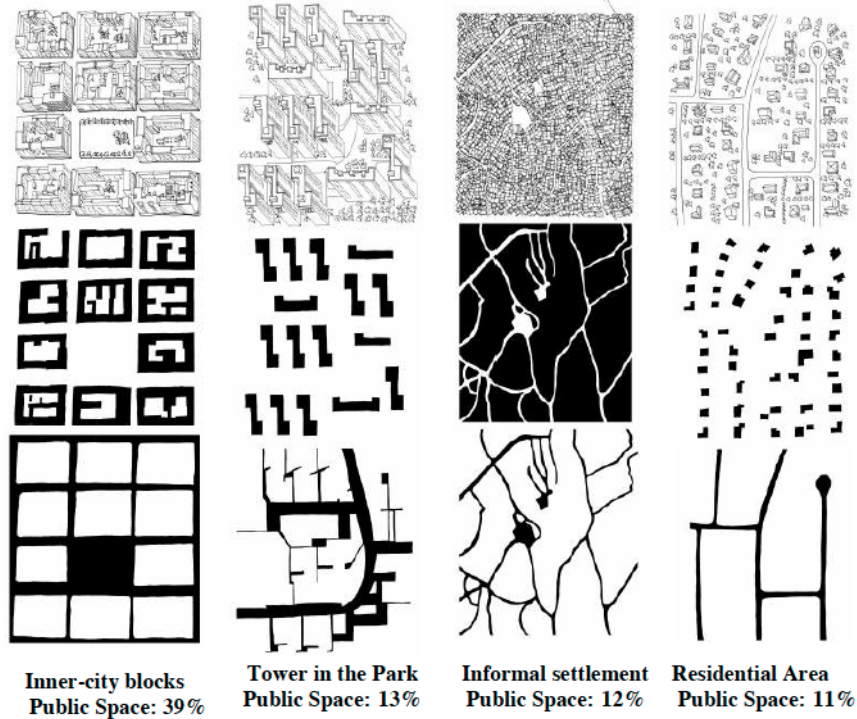 Inner-city blocks
Public Space: 39%
Tower in the Park
Public Space: 13%
Informal settlement
Public Space: 12%
Residential Area
Public Space: 11%